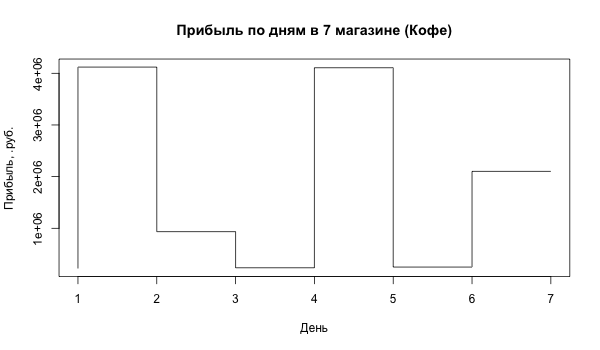 Прибыль по дням в 7 магазине (Кофе)
Прибыль, .руб.
4e+06
3e+06
2e+06
1e+06
1 2 3 4 5 6 7
День